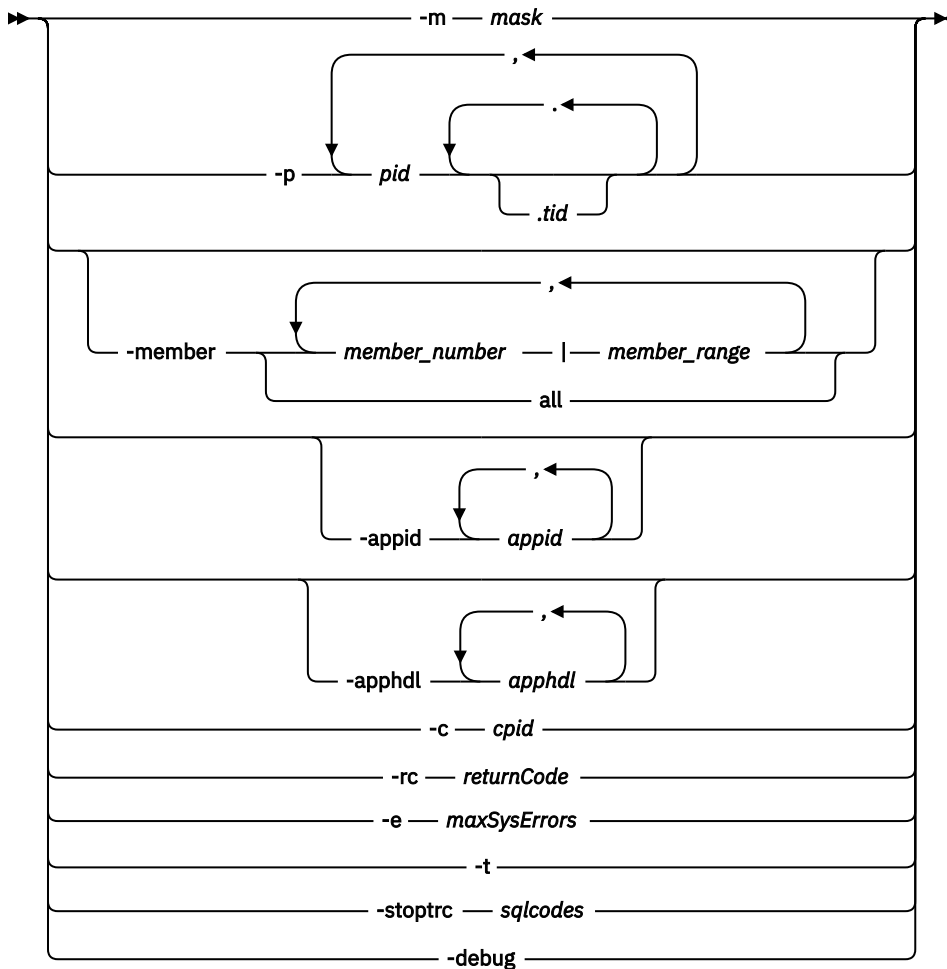 -m mask
,
.
-p pid
.tid
,
-member member_number | member_range
all
,
-appid appid
,
-apphdl apphdl
-c cpid
-rc returnCode
-e maxSysErrors
-t
-stoptrc sqlcodes
-debug